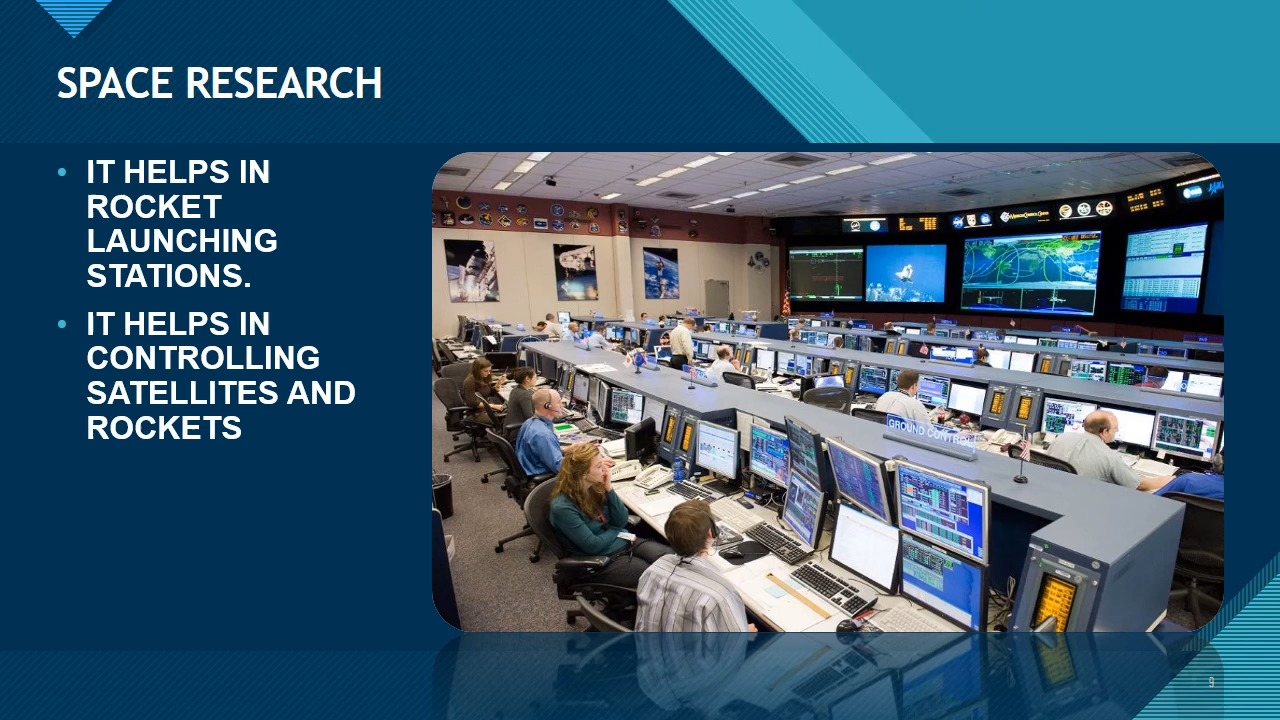 SPACE RESEARCH
• IT HELPS IN
ROCKET
LAUNCHING
STATIONS.
• IT HELPS IN
CONTROLLING
SATELLITES AND
ROCKETS
GROUND CONTROL
9